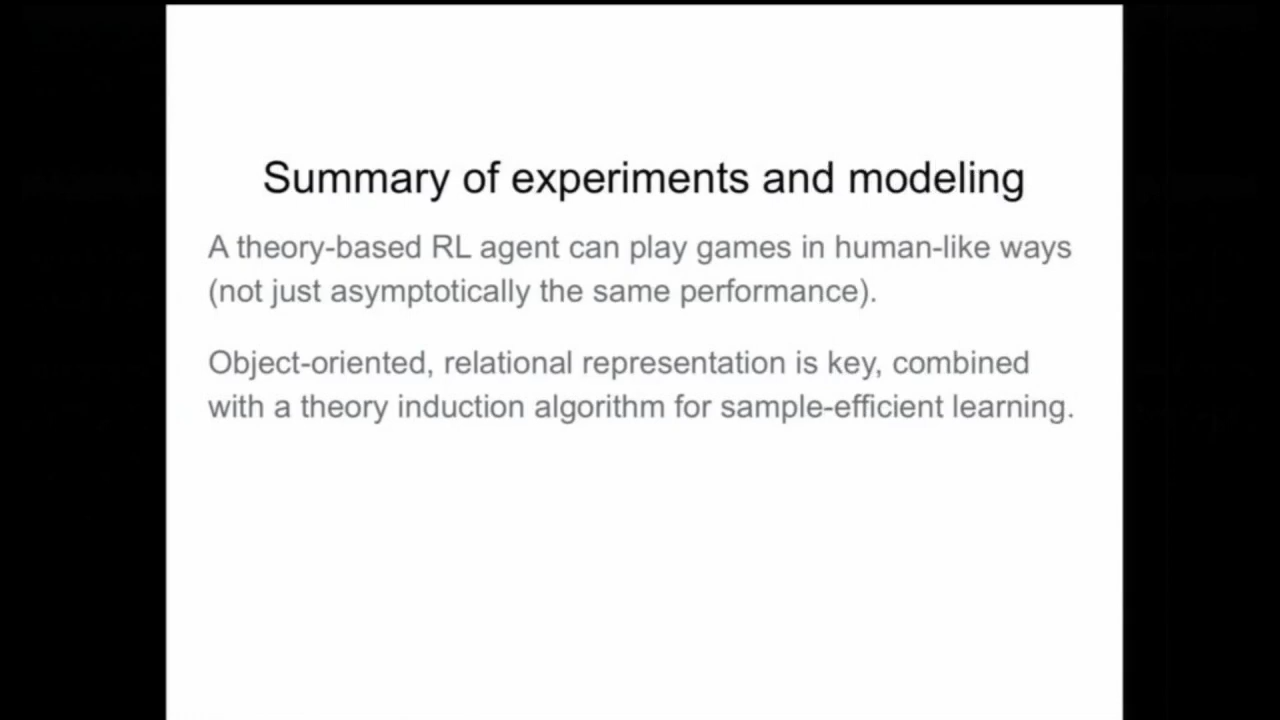 Summary of experiments and modeling
A theory-based RL agent can play games in human-like ways
(not just asymptotically the same performance).
Object-oriented, relational representation is key, combined
with a theory induction algorithm for sample-efficient learning.